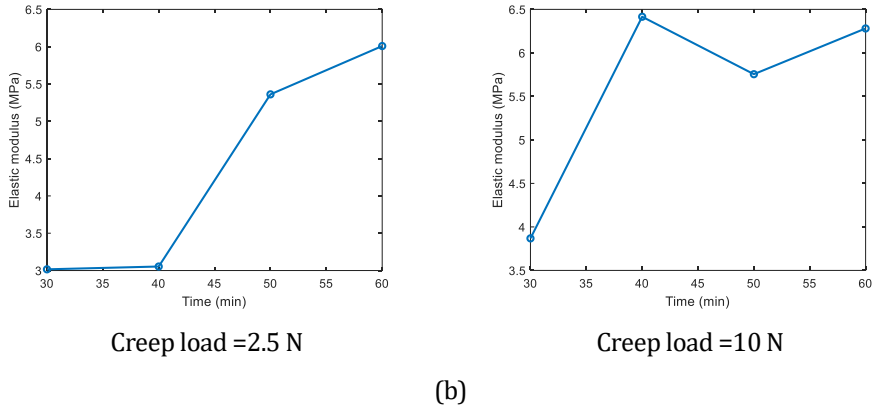 6.5
6
5.5
5
4.5
4
3.5
3
30 35 40 45 50 55 60
Elastic modulus (MPa)
Time (min)
Creep load =2.5 N
6.5
6
5.5
5
4.5
4
3.5
30 35 40 45 50 55 60
Elastic modulus (MPa)
Time (min)
Creep load =10 N
(b)